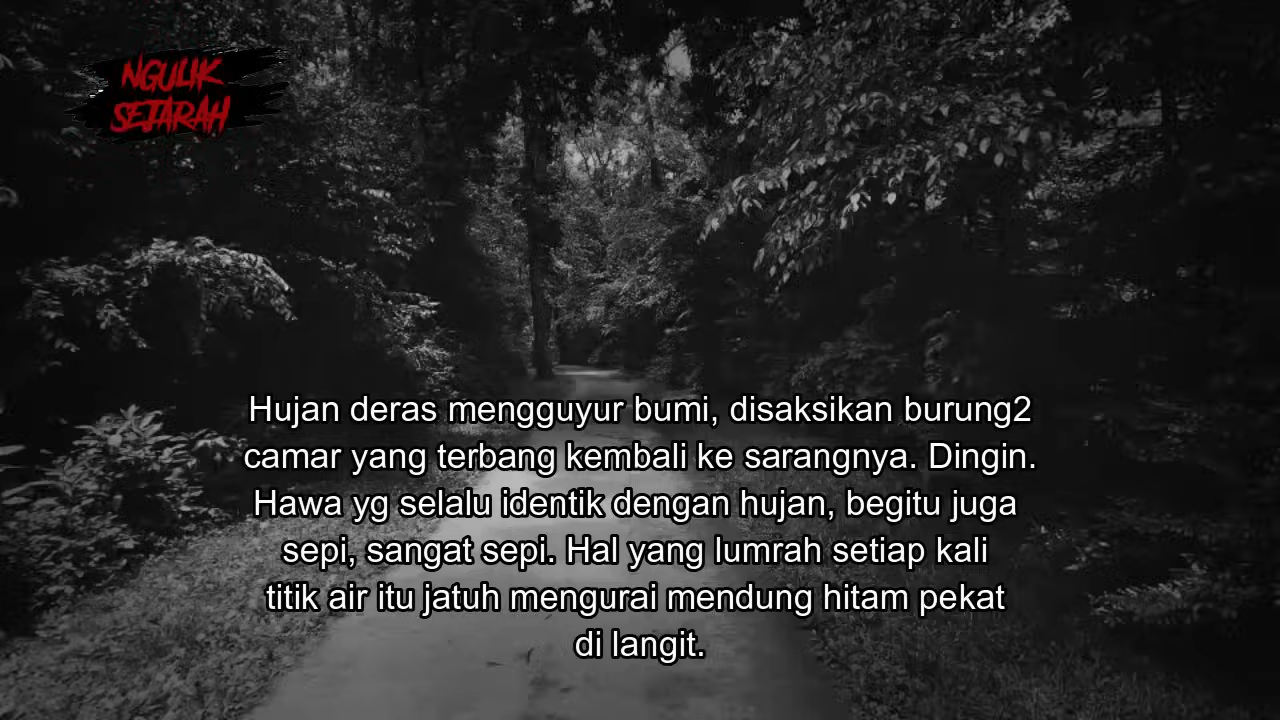 NGULIK
SEJARAH
Hujan deras mengguyur bumi, disaksikan burung2
camar yang terbang kembali ke sarangnya. Dingin.
Hawa yg selalu identik dengan hujan, begitu juga
sepi, sangat sepi. Hal yang lumrah setiap kali
titik air itu jatuh mengurai mendung hitam pekat
di langit.